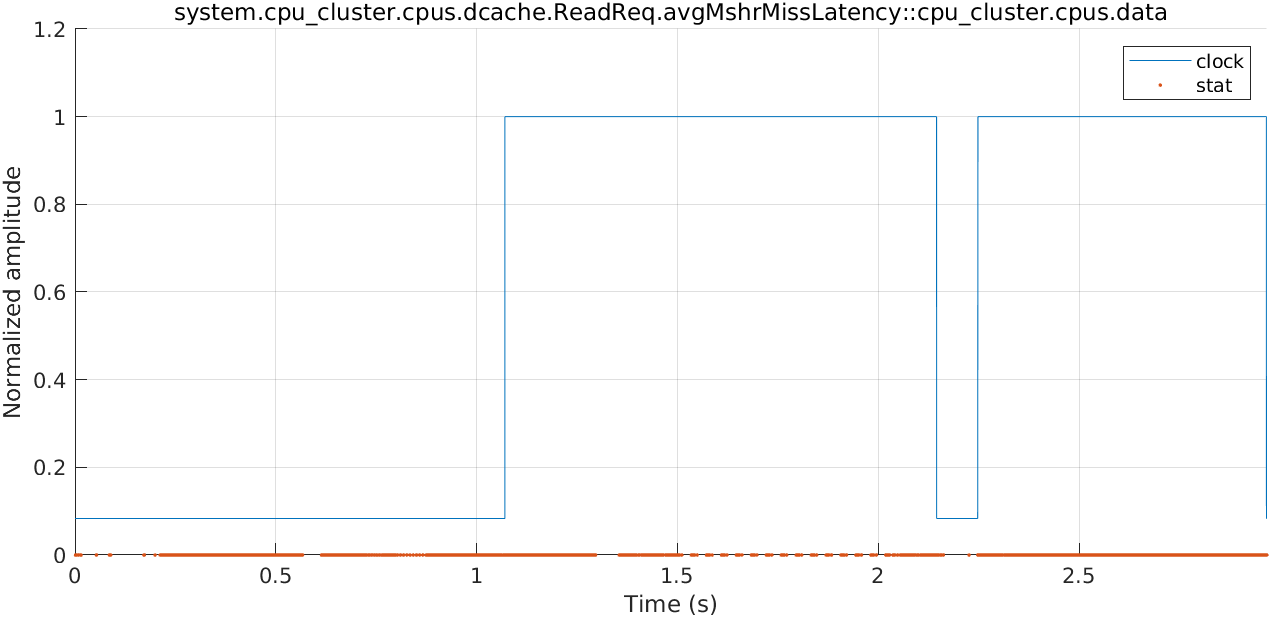 system.cpu_cluster.cpus.dcache.ReadReq.avgMshrMissLatency::cpu_cluster.cpus.data
1.2
1
0.8
0.6
0.4
0.2
0
Normalized amplitude
clock
stat
0 0.5 1 1.5 2 2.5
Time (s)